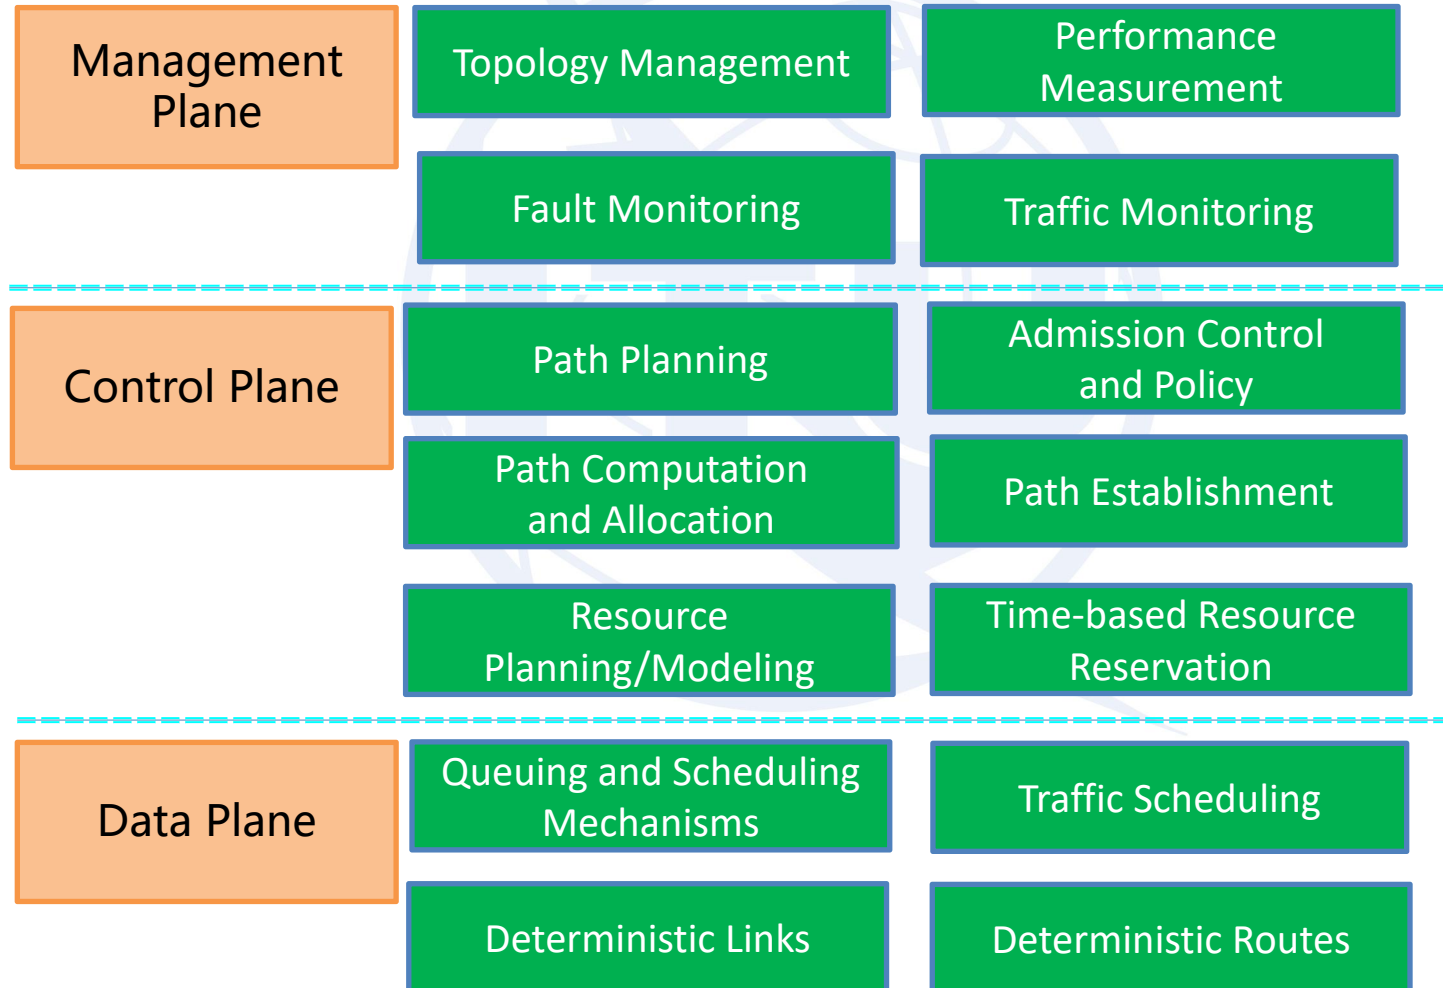 Management
Plane
Topology Management
Performance
Measurement
Fault Monitoring
Traffic Monitoring
Control Plane
Path Planning
Admission Control
and Policy
Path Computation
and Allocation
Path Establishment
Resource
Planning/Modeling
Time-based Resource
Reservation
Data Plane
Queuing and Scheduling
Mechanisms
Traffic Scheduling
Deterministic Links
Deterministic Routes